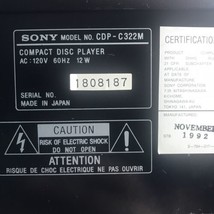 SONY MODEL NO. CDP-C322M
COMPACT DISC PLAYER
AC: 120V 60Hz 12W
1808187
SERIAL NO.
MADE IN JAPAN
CAUTION
RISK OF ELECTRIC SHOCK
DO NOT OPEN
ATTENTION
RISQUE DE CHOC ELECTRIQUE NE PAS OUVRIR
CERTIFICATION
NOVEMBER
1992